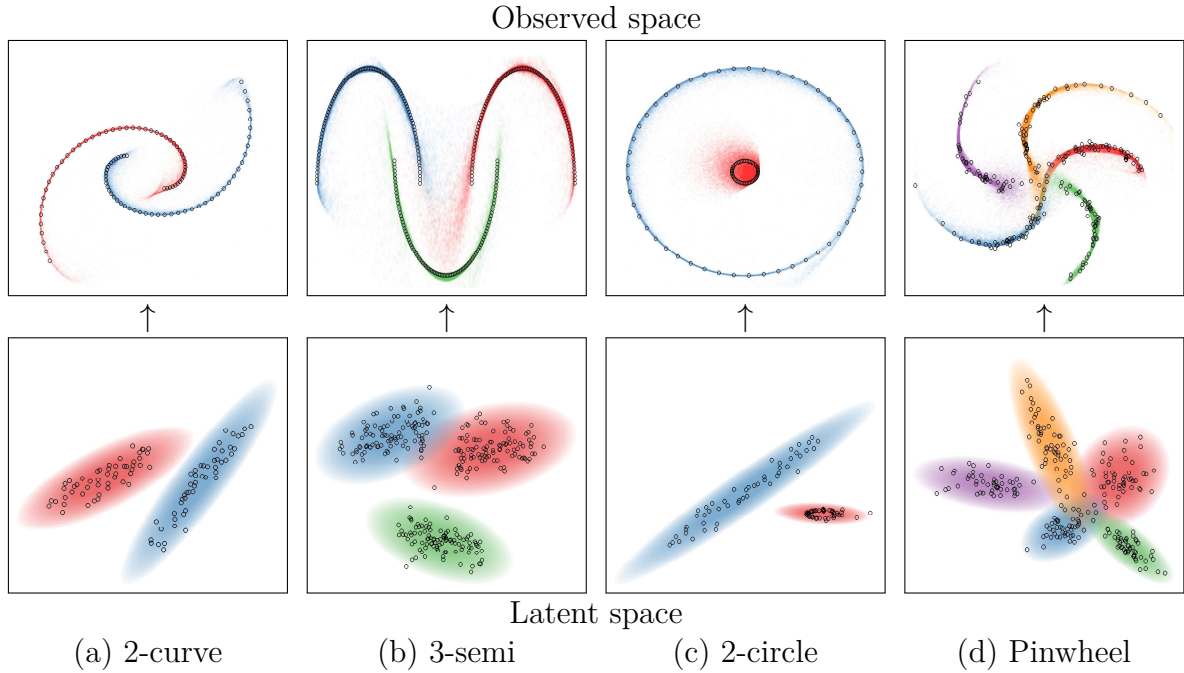 Observed space
↑ ↑ ↑ ↑
Latent space
(a) 2-curve (b) 3-semi (c) 2-circle (d) Pinwheel